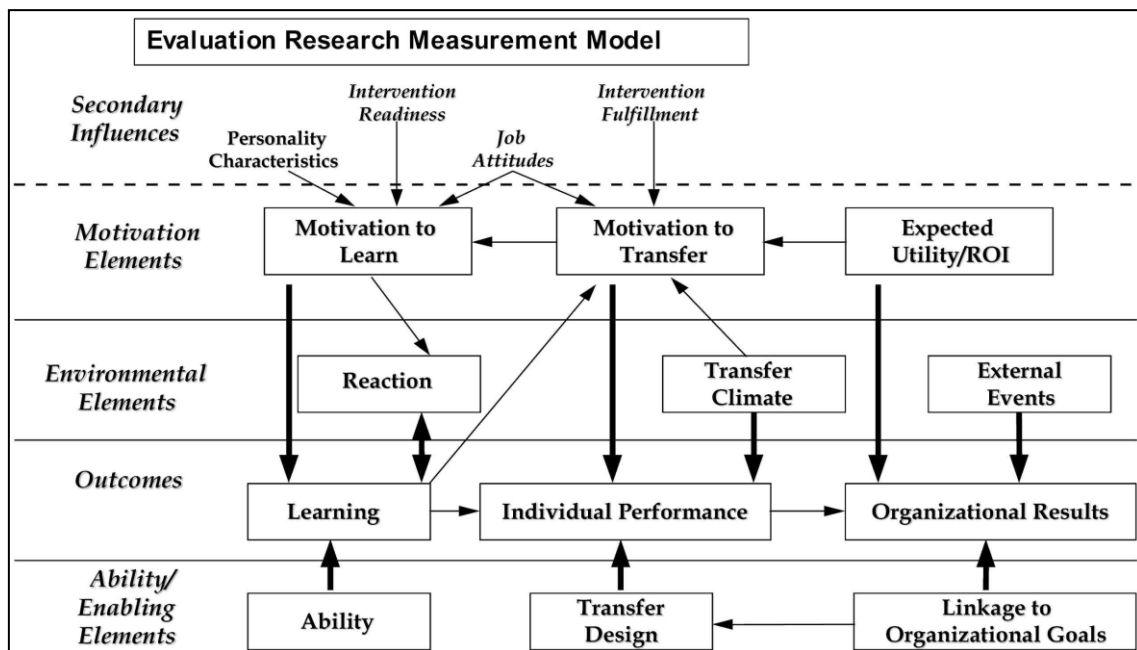 Evaluation Research Measurement Model
Secondary
Influences
Intervention
Readiness
Intervention
Fulfillment
Personality
Characteristics
Job
Attitudes
Motivation
Elements
Motivation to
Learn
Motivation to
Transfer
Expected
Utility/ROI
Environmental
Elements
Reaction
Transfer
Climate
External
Events
Outcomes
Learning
Individual Performance
Organizational Results
Ability/
Enabling
Elements
Ability
Transfer
Design
Linkage to
Organizational Goals